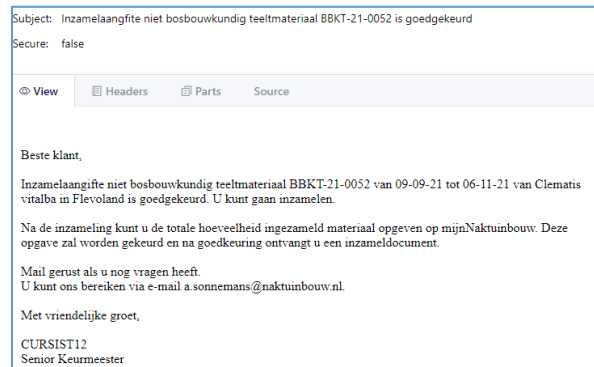 Subject: Inzamelaangfite niet bosbouwkundig teeltmateriaal BBKT-21-0052 is goedgekeurd
Secure: false
View Headers Parts Source
Beste klant,
Inzamelaangifte niet bosbouwkundig teeltmateriaal BBKT-21-0052 van 09-09-21 tot 06-11-21 van Clematis
vitalba in Flevoland is goedgekeurd. U kunt gaan inzamelen.
Na de inzameling kunt u de totale hoeveelheid ingezameld materiaal opgeven op mijnNaktuinbouw. Deze
opgave zal worden gekeurd en na goedkeuring ontvangt u een inzameldocument.
Mail gerust als u nog vragen heeft.
U kunt ons bereiken via e-mail a.sonnemans@naktuinbouw.nl.
Met vriendelijke groet,
CURSIST12
Senior Keurmeester